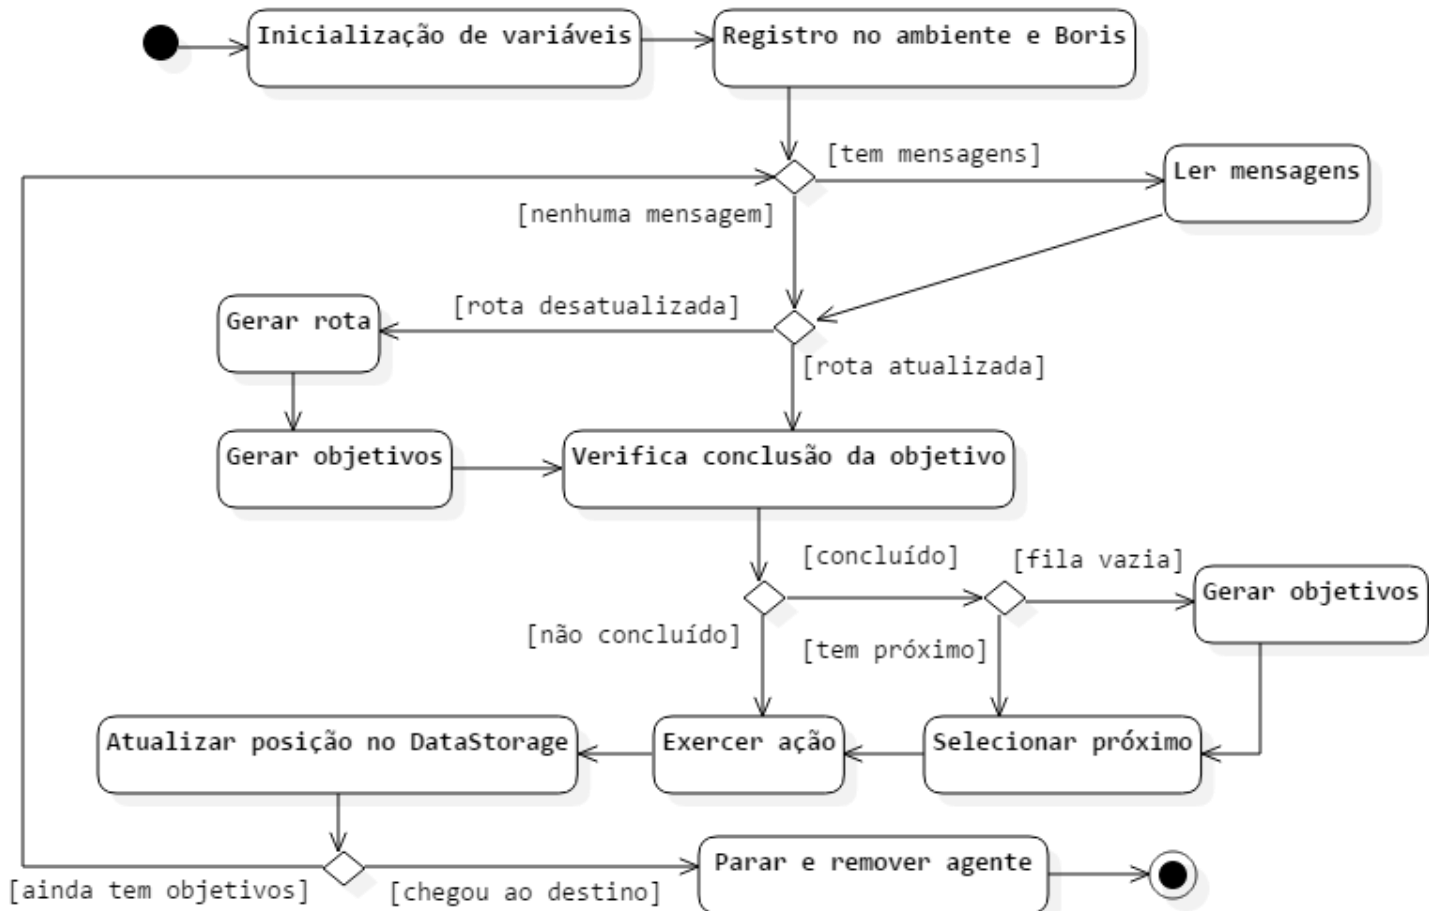 Inicialização de variáveis
Registro no ambiente e Boris
[tem mensagens]
Ler mensagens
[nenhuma mensagem]
[rota desatualizada]
Gerar rota
[rota atualizada]
Gerar objetivos
Verifica conclusão da objetivo
[concluído]
[fila vazia]
Gerar objetivos
[não concluído]
[tem próximo]
Atualizar posição no DataStorage
Exercer ação
Selecionar próximo
Parar e remover agente
[ainda tem objetivos]
[chegou ao destino]